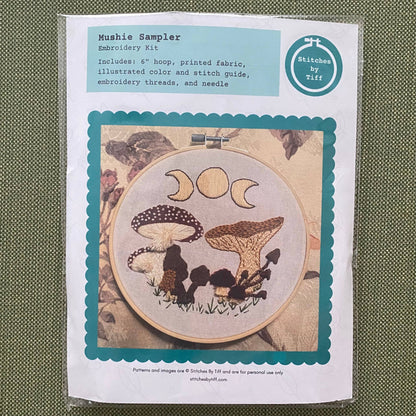 Mushie Sampler
Embroidery Kit
Includes: 6" hoop, printed fabric,
illustrated color and stitch guide,
embroidery threads, and needle
Stitches
by
Tiff
Patterns and images are © Stitches By Tiff and are for personal use only
stitchesbytiff.com